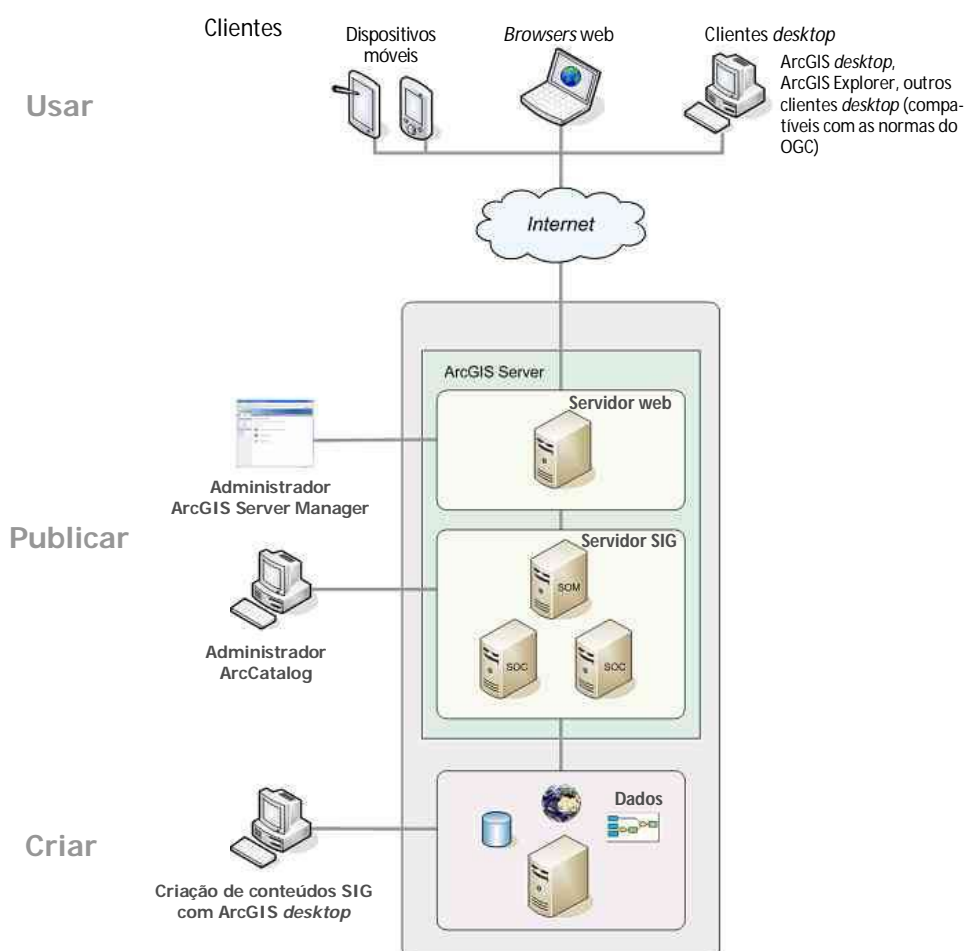 Clientes
Dispositivos
móveis
Browsers web
Clientes desktop
ArcGIS desktop,
ArcGIS Explorer, outros
clientes desktop (compa-
tíveis com as normas do
OGC)
Usar
Internet
ArcGIS Server
Servidor web
Administrador
ArcGIS Server Manager
Publicar
Servidor SIG
SOM
SOC
SOC
Administrador
ArcCatalog
Dados
Criar
Criação de conteúdos SIG
com ArcGIS desktop